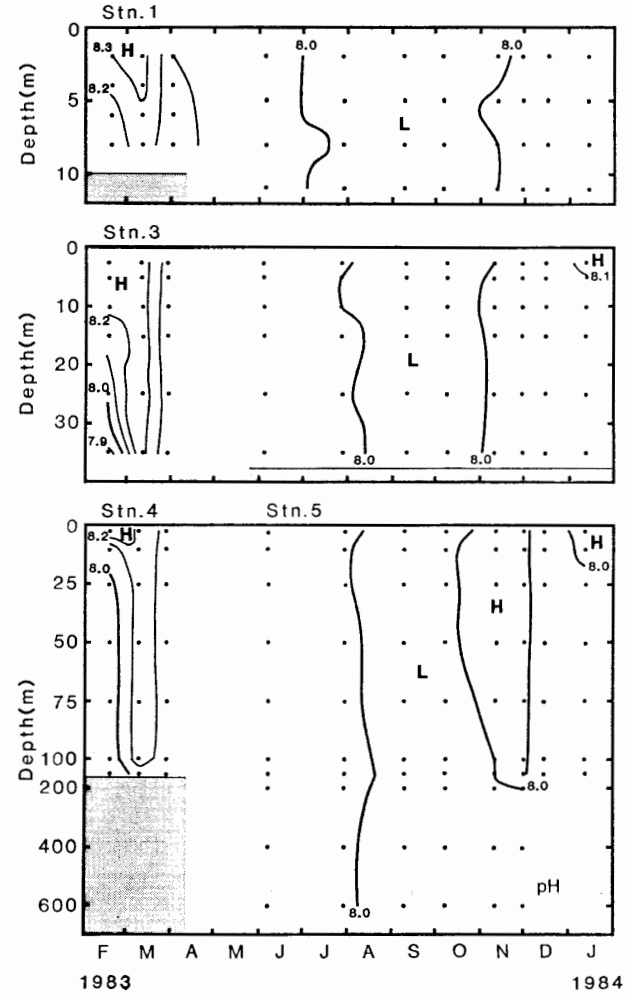 Stn.1
0
8.3 H 8.0 8.0
8.2
5
L
10
Depth(m)
Stn.3
0
H H
8.1
10
8.2
20 L
8.0
30
7.9
8.0 8.0
Depth(m)
Stn.4 Stn.5
0
8.2 H H
8.0 8.0
25
H
50
L
75
100
200 8.0
400
pH
600
8.0
Depth(m)
F M A M J J A S O N D J
1983 1984